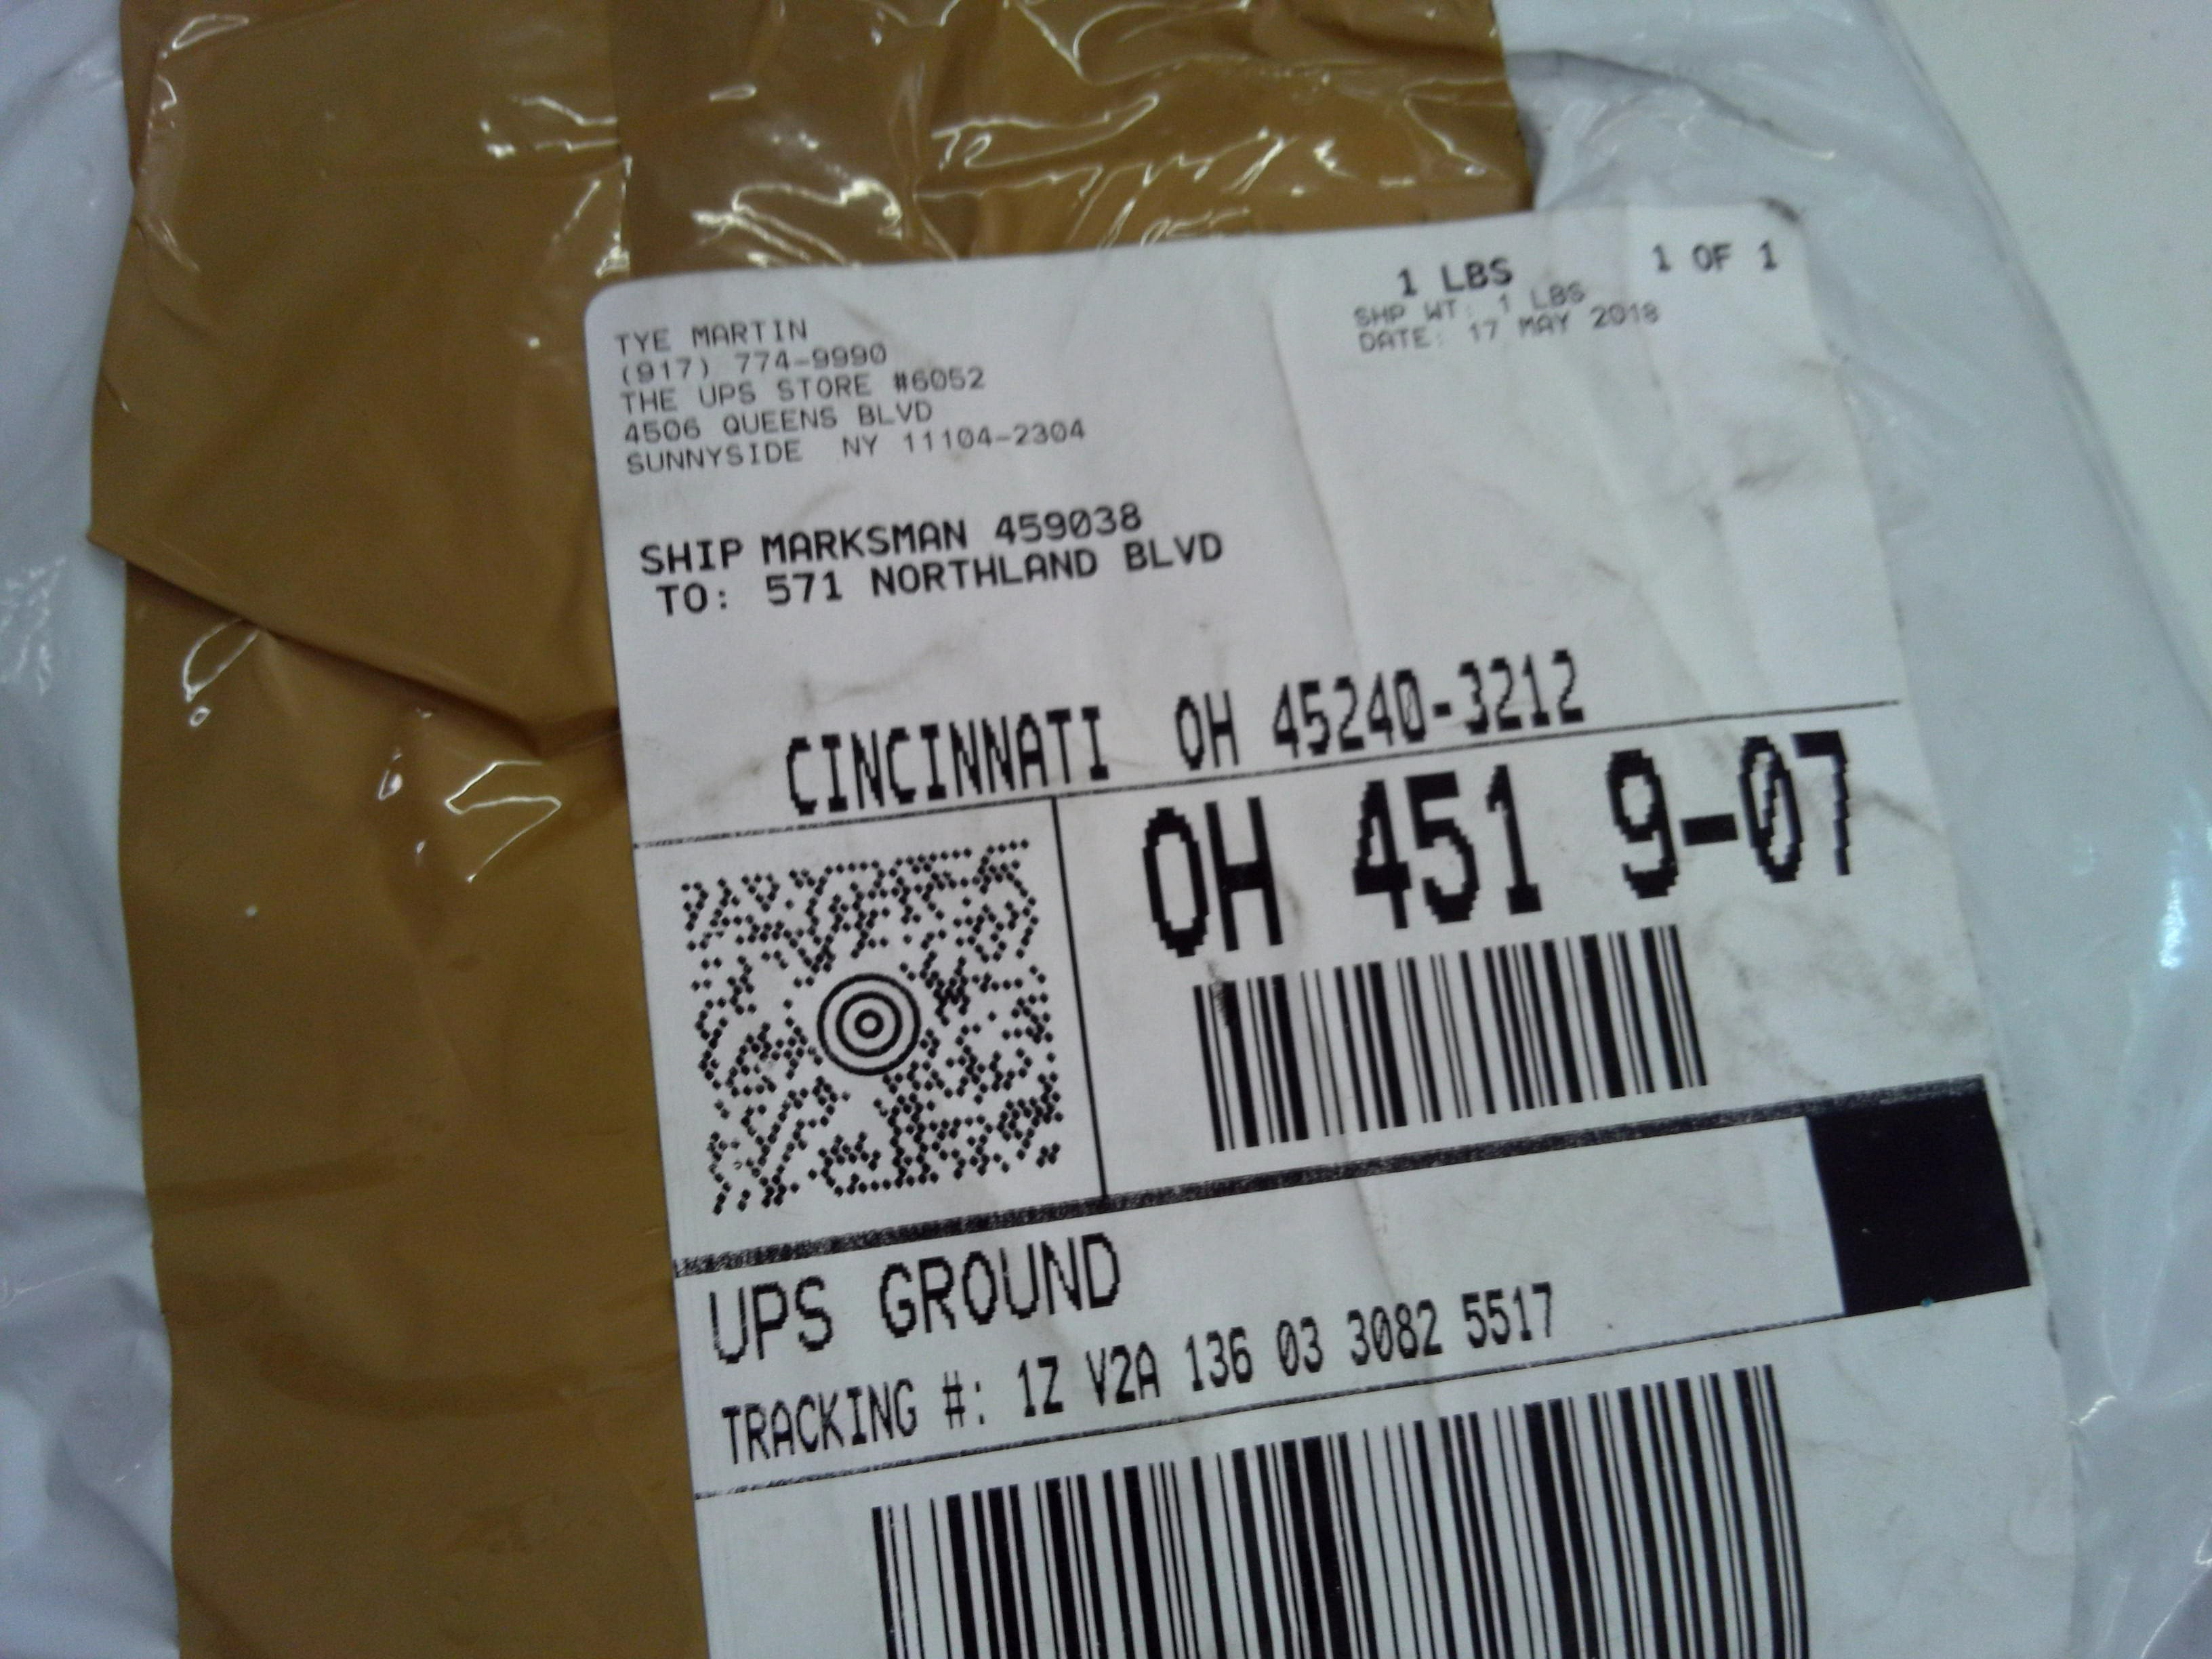 1 LBS 1 OF 1
SHP WT: 1 LBS
DATE: 17 MAY 2018
TYE MARTIN
(917) 774-9990
THE UPS STORE #6052
4506 QUEENS BLVD
SUNNYSIDE NY 11104-2304
SHIP MARKSMAN 459038
TO: 571 NORTHLAND BLVD
CINCINNATI OH 45240-3212
OH 451 9-07
UPS GROUND
TRACKING #: 1Z V2A 136 03 3082 5517